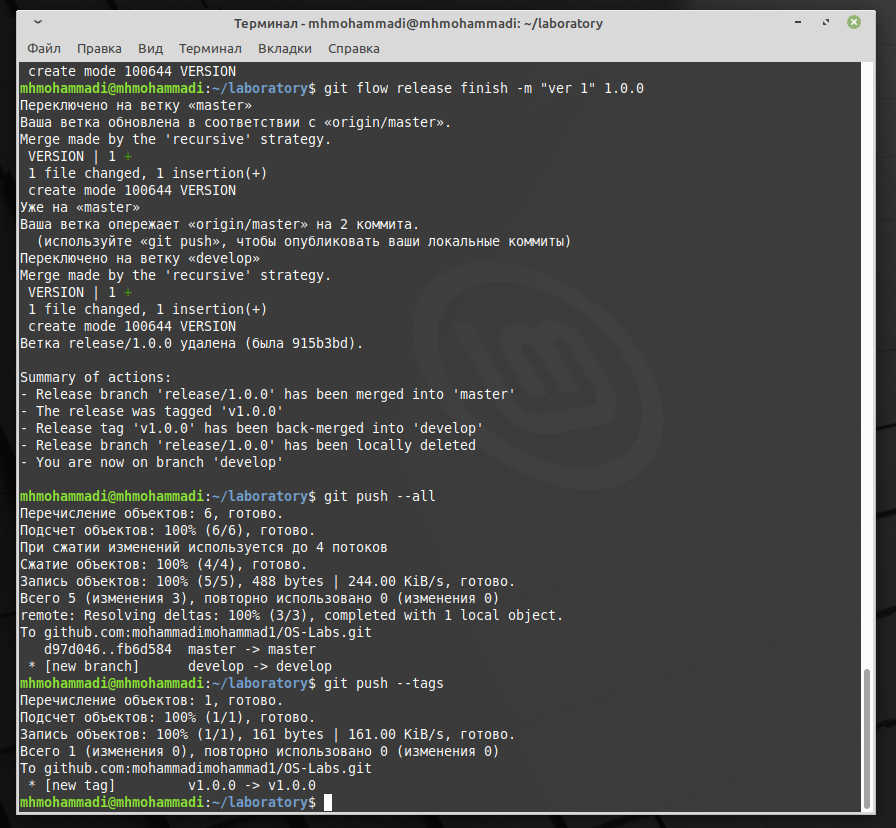 Терминал - mhmohammadi@mhmohammadi: ~/laboratory
Файл Правка Вид Терминал Вкладки Справка
create mode 100644 VERSION
mhmohammadi@mhmohammadi:~/laboratory$ git flow release finish -m "ver 1" 1.0.0
Переключено на ветку «master»
Ваша ветка обновлена в соответствии с «origin/master».
Merge made by the 'recursive' strategy.
VERSION | 1 +
1 file changed, 1 insertion(+)
create mode 100644 VERSION
Уже на «master»
Ваша ветка опережает «origin/master» на 2 коммита.
(используйте «git push», чтобы опубликовать ваши локальные коммиты)
Переключено на ветку «develop»
Merge made by the 'recursive' strategy.
VERSION | 1 +
1 file changed, 1 insertion(+)
create mode 100644 VERSION
Ветка release/1.0.0 удалена (была 915b3bd).
Summary of actions:
- Release branch 'release/1.0.0' has been merged into 'master'
- The release was tagged 'v1.0.0'
- Release tag 'v1.0.0' has been back-merged into 'develop'
- Release branch 'release/1.0.0' has been locally deleted
- You are now on branch 'develop'
mhmohammadi@mhmohammadi:~/laboratory$ git push --all
Перечисление объектов: 6, готово.
Подсчет объектов: 100% (6/6), готово.
При сжатии изменений используется до 4 потоков
Сжатие объектов: 100% (4/4), готово.
Запись объектов: 100% (5/5), 488 bytes | 244.00 KiB/s, готово.
Всего 5 (изменения 3), повторно использовано 0 (изменения 0)
remote: Resolving deltas: 100% (3/3), completed with 1 local object.
To github.com:mohammadimohammad1/OS-Labs.git
d97d046..fb6d584 master -> master
* [new branch] develop -> develop
mhmohammadi@mhmohammadi:~/laboratory$ git push --tags
Перечисление объектов: 1, готово.
Подсчет объектов: 100% (1/1), готово.
Запись объектов: 100% (1/1), 161 bytes | 161.00 KiB/s, готово.
Всего 1 (изменения 0), повторно использовано 0 (изменения 0)
To github.com:mohammadimohammad1/OS-Labs.git
* [new tag] v1.0.0 -> v1.0.0
mhmohammadi@mhmohammadi:~/laboratory$